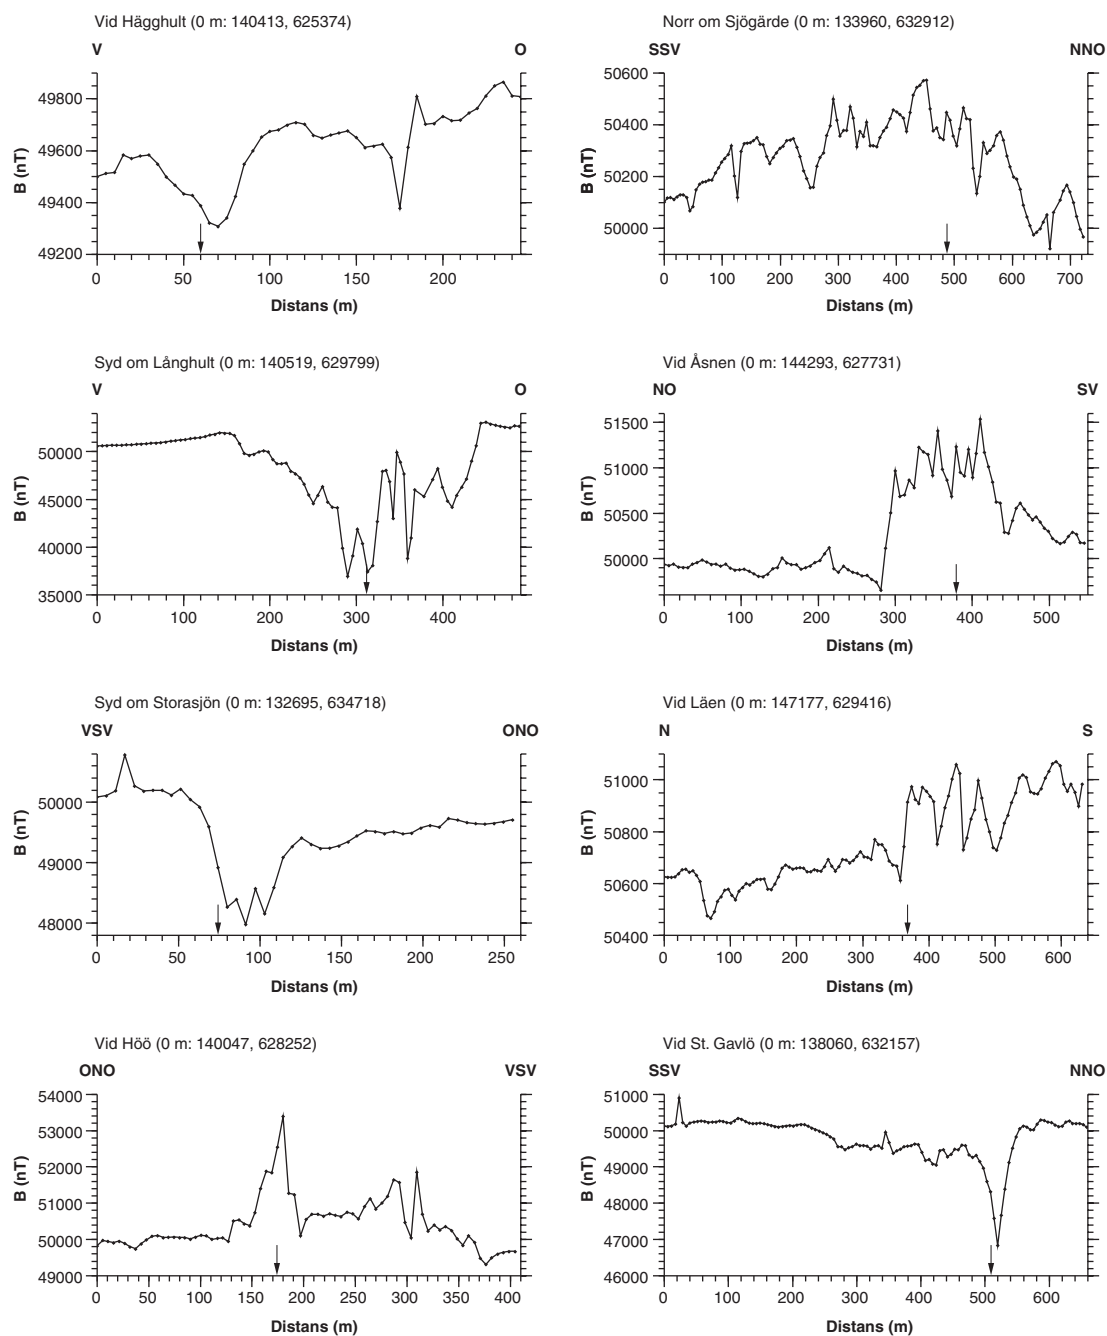 Vid Hägghult (0 m: 140413, 625374)
V O
49800
49600
49400
49200
B (nT)
0 50 100 150 200
Distans (m)
Norr om Sjögärde (0 m: 133960, 632912)
SSV NNO
50600
50400
50200
50000
B (nT)
0 100 200 300 400 500 600 700
Distans (m)
Syd om Långhult (0 m: 140519, 629799)
V O
50000
45000
40000
35000
B (nT)
0 100 200 300 400
Distans (m)
Vid Åsnen (0 m: 144293, 627731)
NO SV
51500
51000
50500
50000
B (nT)
0 100 200 300 400 500
Distans (m)
Syd om Storasjön (0 m: 132695, 634718)
VSV ONO
50000
49000
48000
B (nT)
0 50 100 150 200 250
Distans (m)
Vid Läen (0 m: 147177, 629416)
N S
51000
50800
50600
50400
B (nT)
0 100 200 300 400 500 600
Distans (m)
Vid Höö (0 m: 140047, 628252)
ONO VSV
54000
53000
52000
51000
50000
49000
B (nT)
0 50 100 150 200 250 300 350 400
Distans (m)
Vid St. Gavlö (0 m: 138060, 632157)
SSV NNO
51000
50000
49000
48000
47000
46000
B (nT)
0 200 400 600
Distans (m)